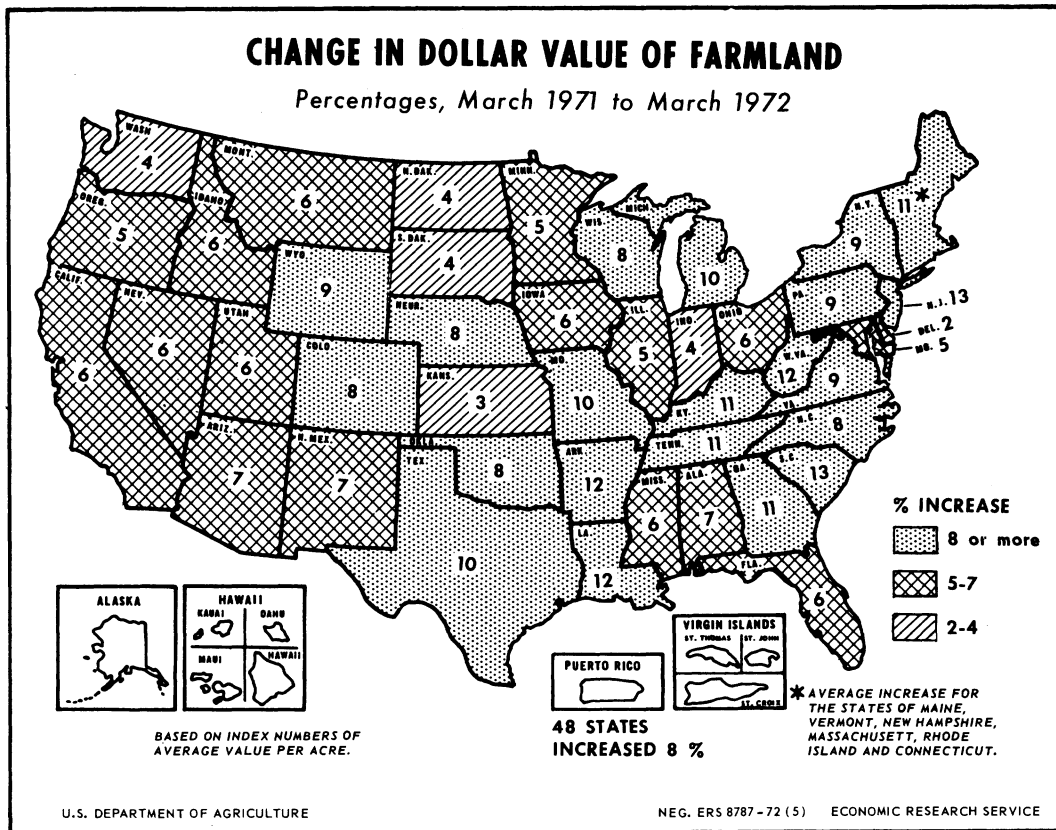 CHANGE IN DOLLAR VALUE OF FARMLAND
Percentages, March 1971 to March 1972
WASH
4
MONT.
6
N. DAK.
4
MINN.
5
OREG.
5
IDAHO
6
S. DAK.
4
WIS.
8
MICH
10
N.Y.
9
11*
WYO.
9
CALIF.
6
NEV.
6
UTAH
6
NEBR.
8
IOWA
6
ILL.
5
IND.
4
OHIO
6
PA.
9
N.J. 13
DEL. 2
MD. 5
COLO.
8
KANS.
3
MO.
10
KY.
11
W.VA.
12
VA.
9
N.C.
8
TENN.
11
ARIZ.
7
N. MEX.
7
OKLA.
8
TEX.
10
ARK.
12
S.C.
13
MISS.
6
ALA.
7
GA.
11
LA.
12
FLA.
6
% INCREASE
8 or more
5-7
2-4
ALASKA
HAWAII
KAUAI
OAHU
MAUI
HAWAII
PUERTO RICO
VIRGIN ISLANDS
ST. THOMAS
ST. JOHN
ST. CROIX
48 STATES
INCREASED 8 %
BASED ON INDEX NUMBERS OF
AVERAGE VALUE PER ACRE.
* AVERAGE INCREASE FOR
THE STATES OF MAINE,
VERMONT, NEW HAMPSHIRE,
MASSACHUSETT, RHODE
ISLAND AND CONNECTICUT.
U.S. DEPARTMENT OF AGRICULTURE
NEG. ERS 8787-72 (5) ECONOMIC RESEARCH SERVICE